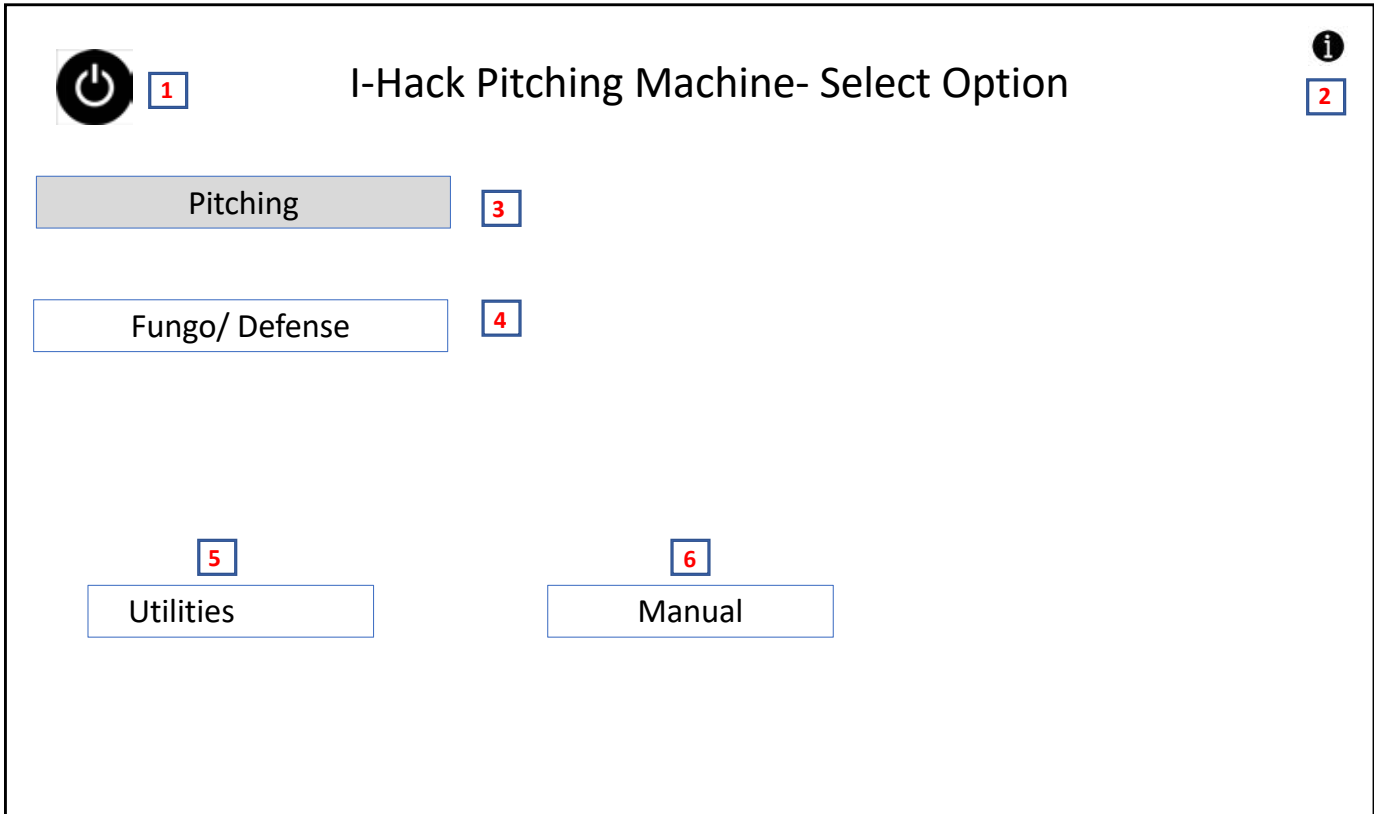 1
I-Hack Pitching Machine- Select Option
i
2
Pitching
3
Fungo/ Defense
4
5
6
Utilities
Manual